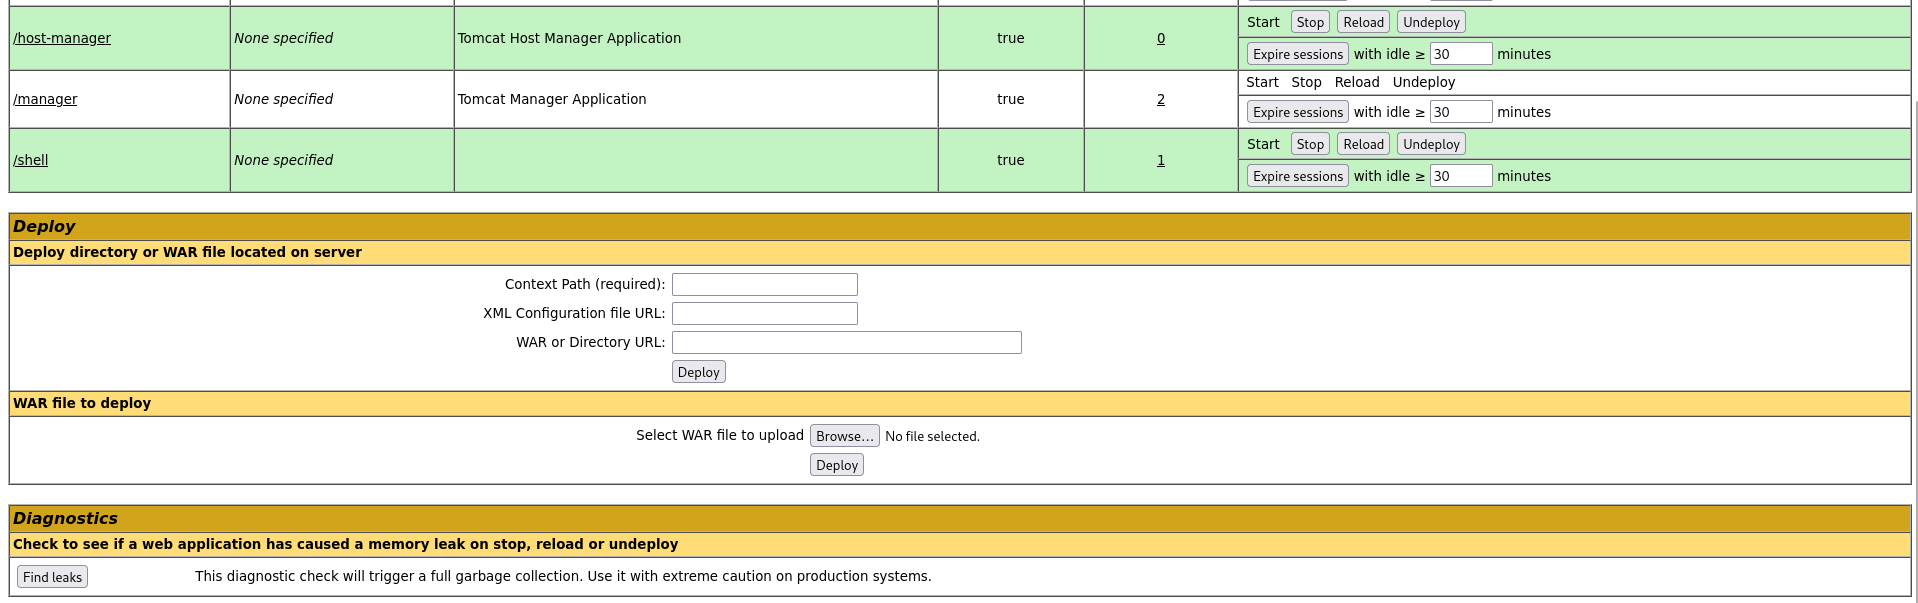 Start Stop Reload Undeploy
/host-manager None specified Tomcat Host Manager Application true 0
Expire sessions with idle ≥ 30 minutes
Start Stop Reload Undeploy
/manager None specified Tomcat Manager Application true 2
Expire sessions with idle ≥ 30 minutes
Start Stop Reload Undeploy
/shell None specified true 1
Expire sessions with idle ≥ 30 minutes
Deploy
Deploy directory or WAR file located on server
Context Path (required):
XML Configuration file URL:
WAR or Directory URL:
Deploy
WAR file to deploy
Select WAR file to upload Browse... No file selected.
Deploy
Diagnostics
Check to see if a web application has caused a memory leak on stop, reload or undeploy
Find leaks This diagnostic check will trigger a full garbage collection. Use it with extreme caution on production systems.